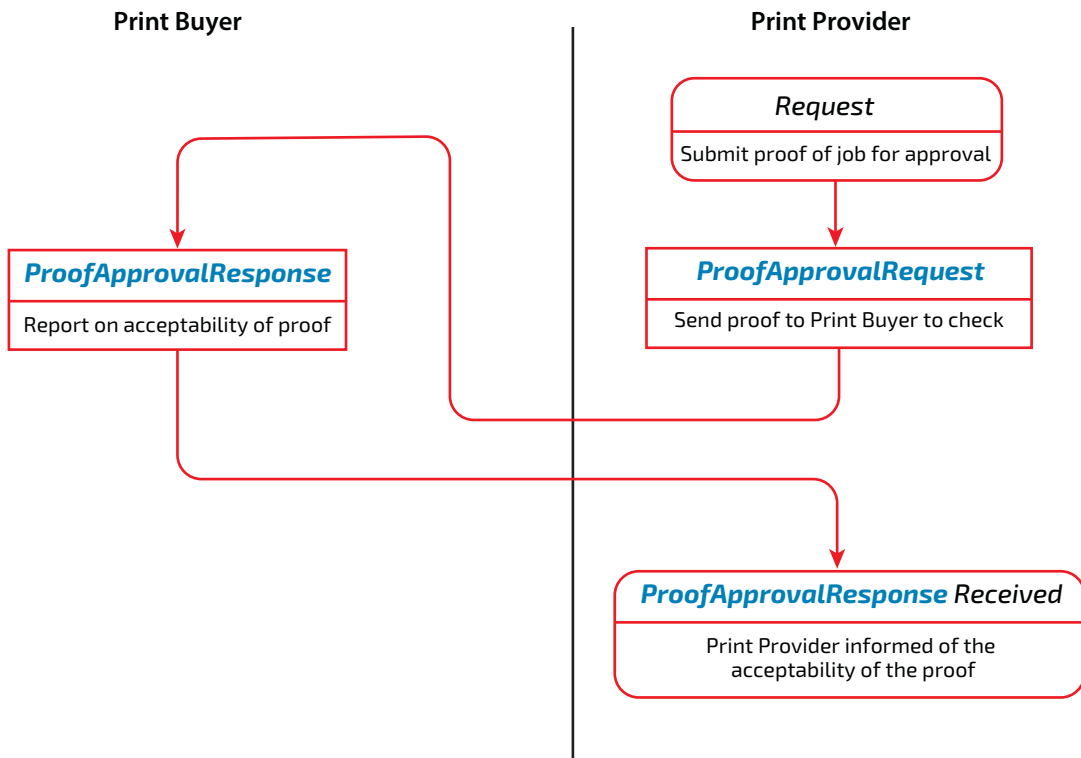 Print Buyer
Print Provider
Request
Submit proof of job for approval
ProofApprovalResponse
Report on acceptability of proof
ProofApprovalRequest
Send proof to Print Buyer to check
ProofApprovalResponse Received
Print Provider informed of the
acceptability of the proof